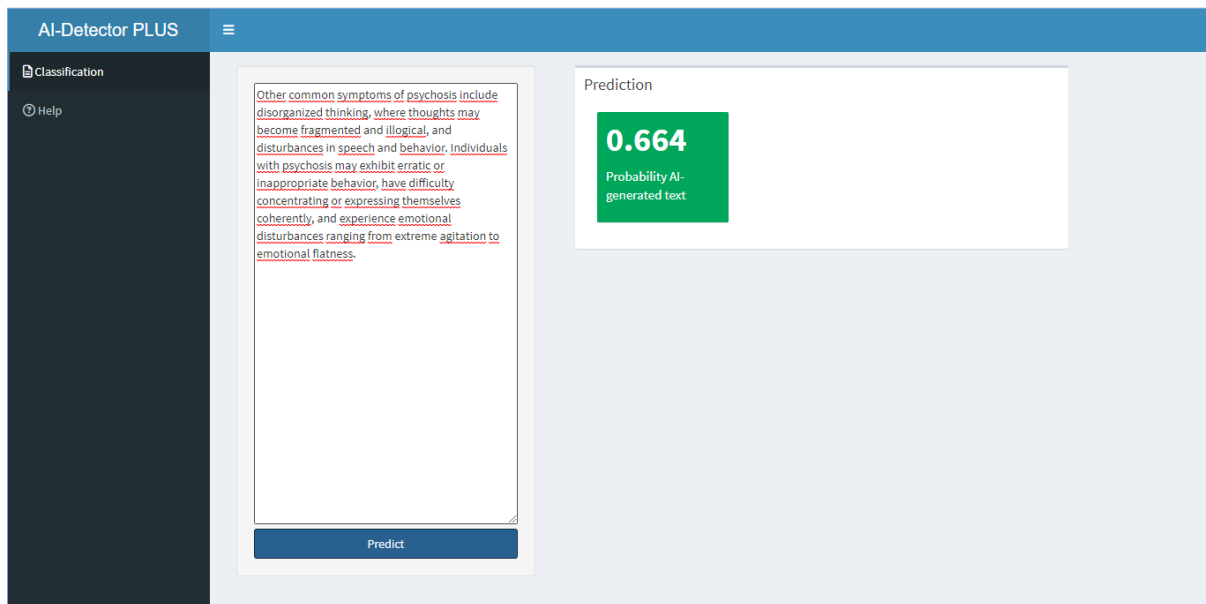 AI-Detector PLUS
Classification
Help
Other common symptoms of psychosis include
disorganized thinking, where thoughts may
become fragmented and illogical, and
disturbances in speech and behavior. Individuals
with psychosis may exhibit erratic or
inappropriate behavior, have difficulty
concentrating or expressing themselves
coherently, and experience emotional
disturbances ranging from extreme agitation to
emotional flatness.
Predict
Prediction
0.664
Probability AI-
generated text